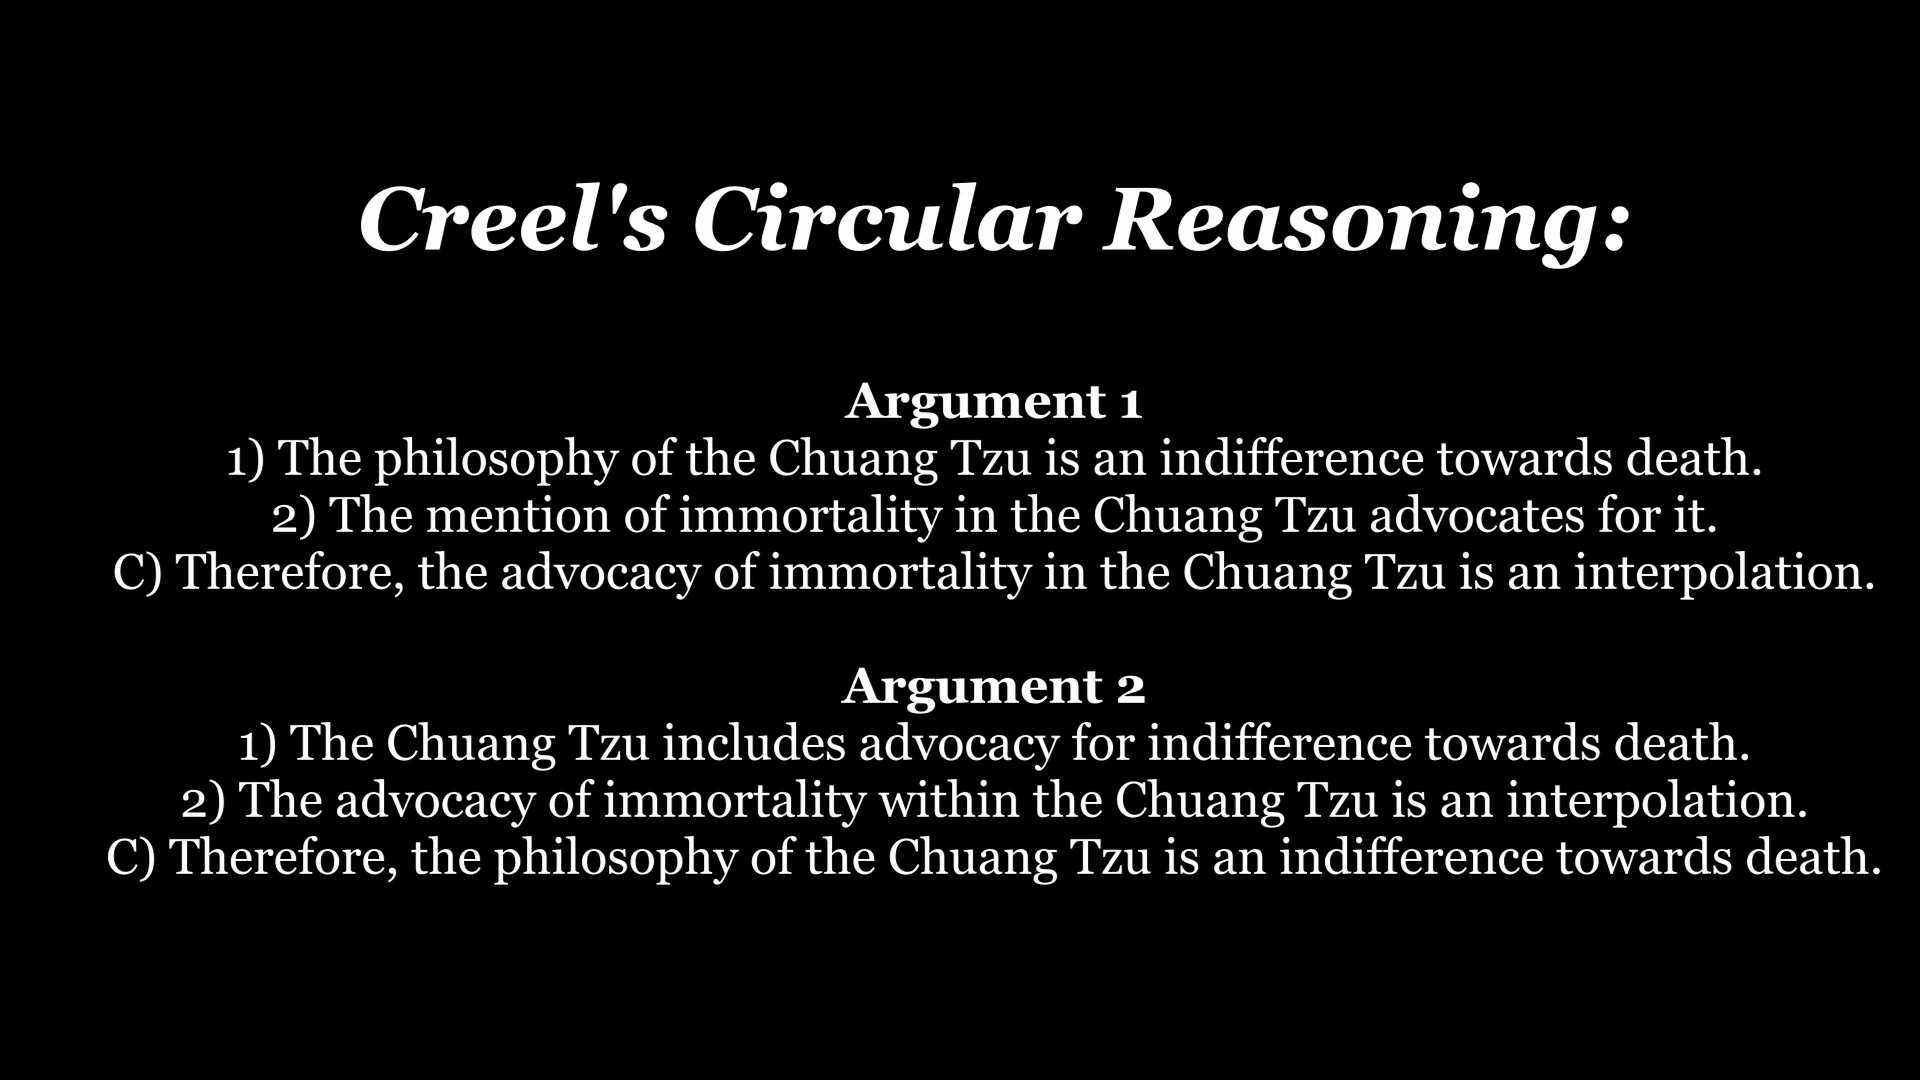 Creel's Circular Reasoning:
Argument 1
1) The philosophy of the Chuang Tzu is an indifference towards death.
2) The mention of immortality in the Chuang Tzu advocates for it.
C) Therefore, the advocacy of immortality in the Chuang Tzu is an interpolation.
Argument 2
1) The Chuang Tzu includes advocacy for indifference towards death.
2) The advocacy of immortality within the Chuang Tzu is an interpolation.
C) Therefore, the philosophy of the Chuang Tzu is an indifference towards death.